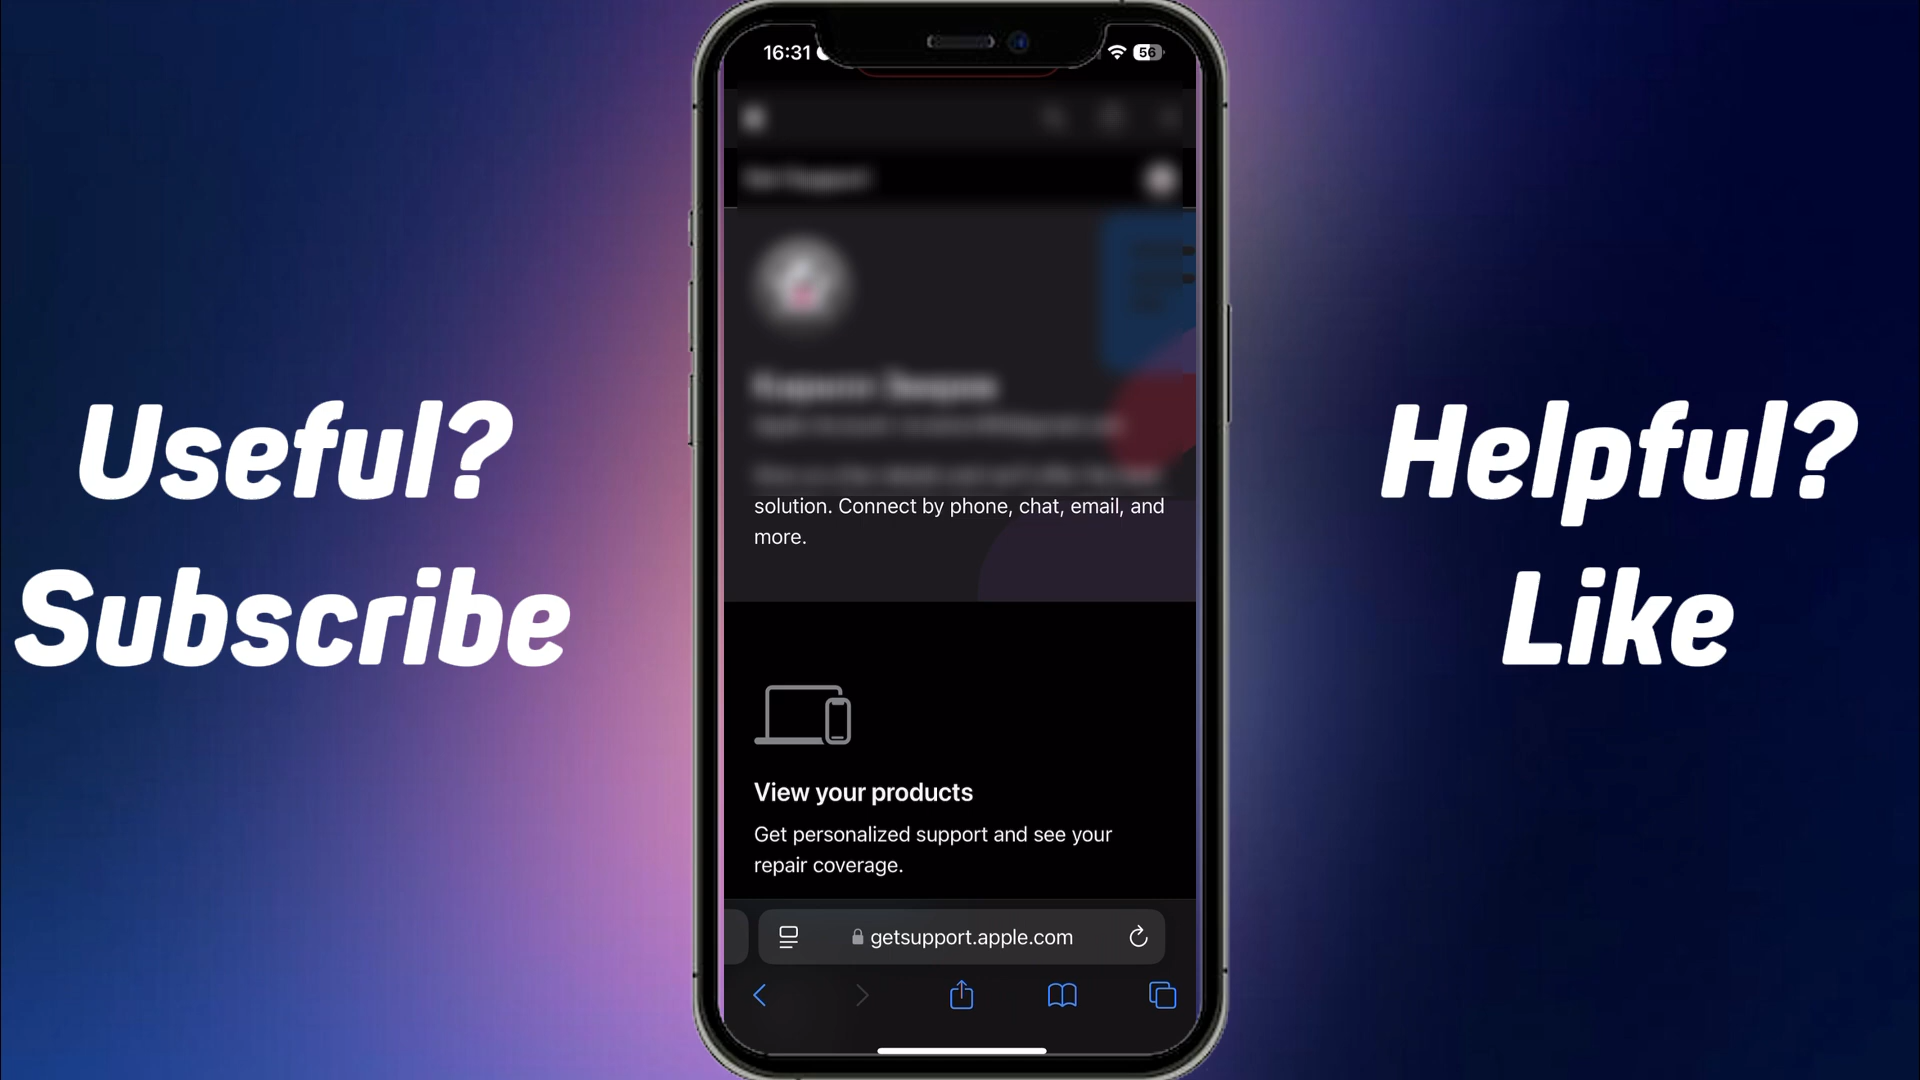 16:31
56
solution. Connect by phone, chat, email, and
more.
Useful?
Subscribe
Helpful?
Like
View your products
Get personalized support and see your
repair coverage.
getsupport.apple.com